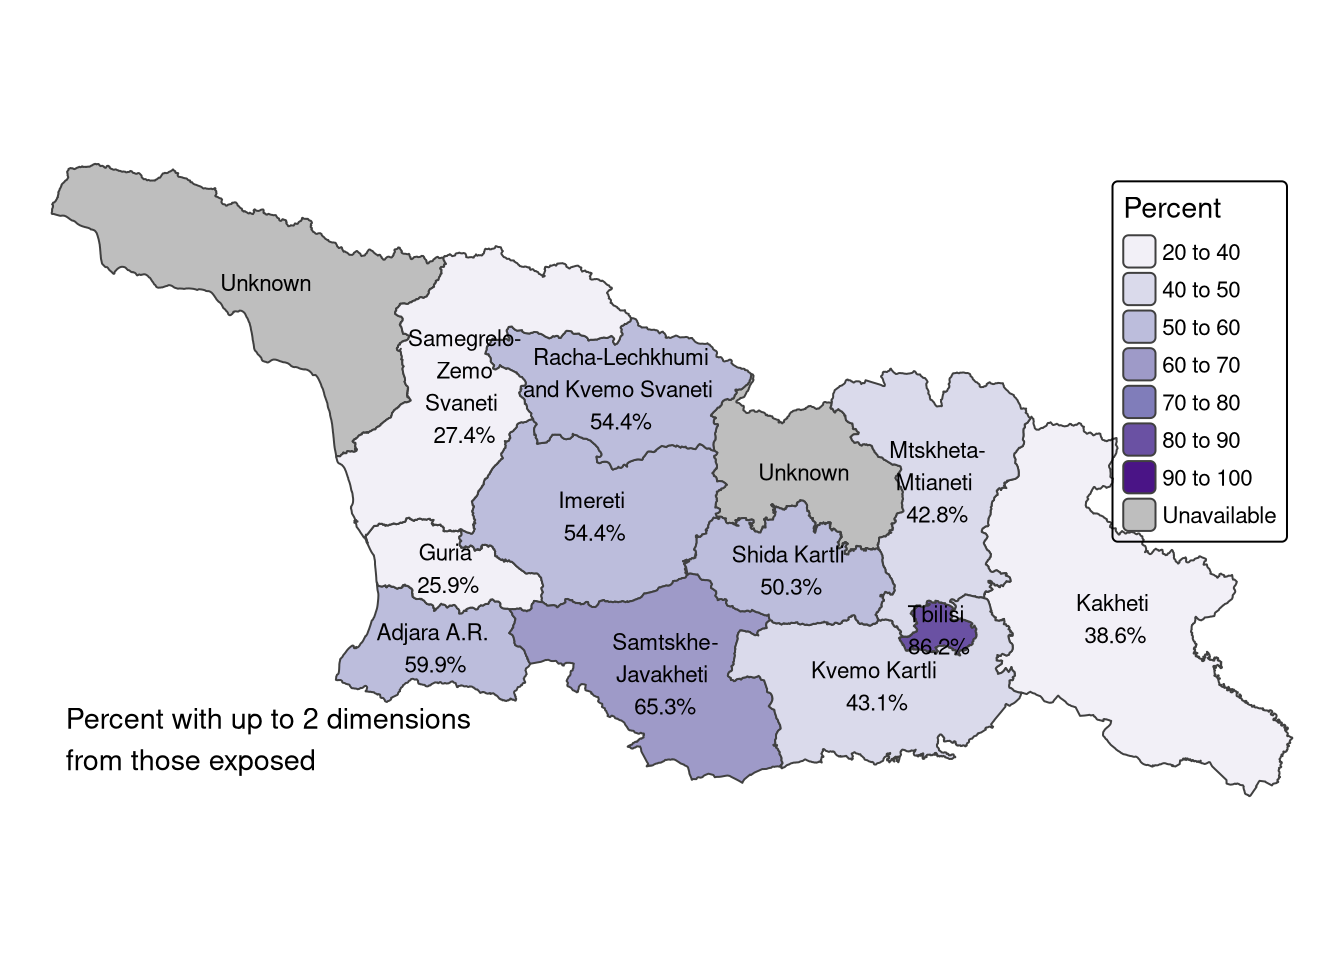 Unknown
Samegrelo-
Zemo
Svaneti
27.4%
Racha-Lechkhumi
and Kvemo Svaneti
54.4%
Unknown
Mtskheta-
Mtianeti
42.8%
Imereti
54.4%
Guria
25.9%
Shida Kartli
50.3%
Adjara A.R.
59.9%
Samtskhe-
Javakheti
65.3%
Tbilisi
86.2%
Kvemo Kartli
43.1%
Kakheti
38.6%
Percent
20 to 40
40 to 50
50 to 60
60 to 70
70 to 80
80 to 90
90 to 100
Unavailable
Percent with up to 2 dimensions
from those exposed